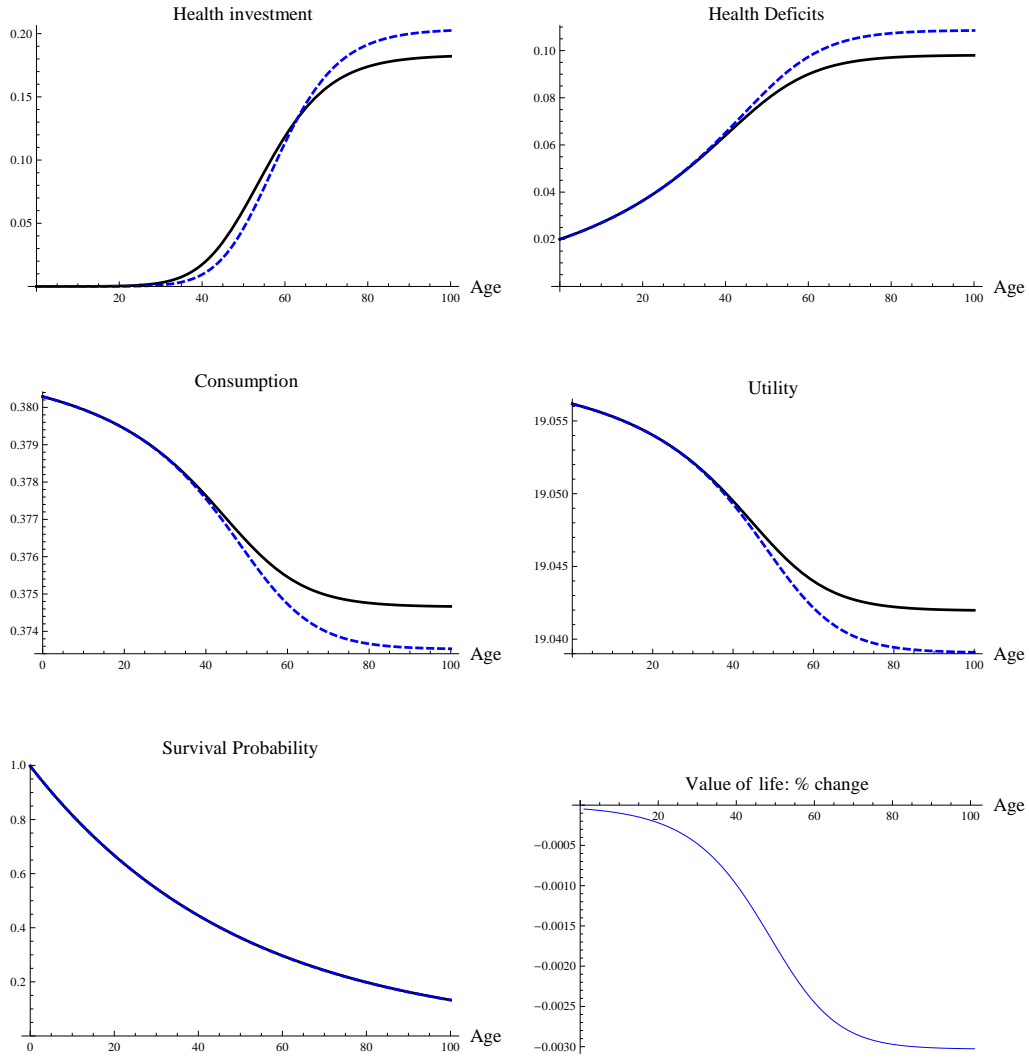 Health investment
0.20
0.15
0.10
0.05
20 40 60 80 100 Age
Health Deficits
0.10
0.08
0.06
0.04
0.02
20 40 60 80 100 Age
Consumption
0.380
0.379
0.378
0.377
0.376
0.375
0.374
0 20 40 60 80 100 Age
Utility
19.055
19.050
19.045
19.040
20 40 60 80 100 Age
Survival Probability
1.0
0.8
0.6
0.4
0.2
0 20 40 60 80 100 Age
Value of life: % change
20 40 60 80 100 Age
−0.0005
−0.0010
−0.0015
−0.0020
−0.0025
−0.0030